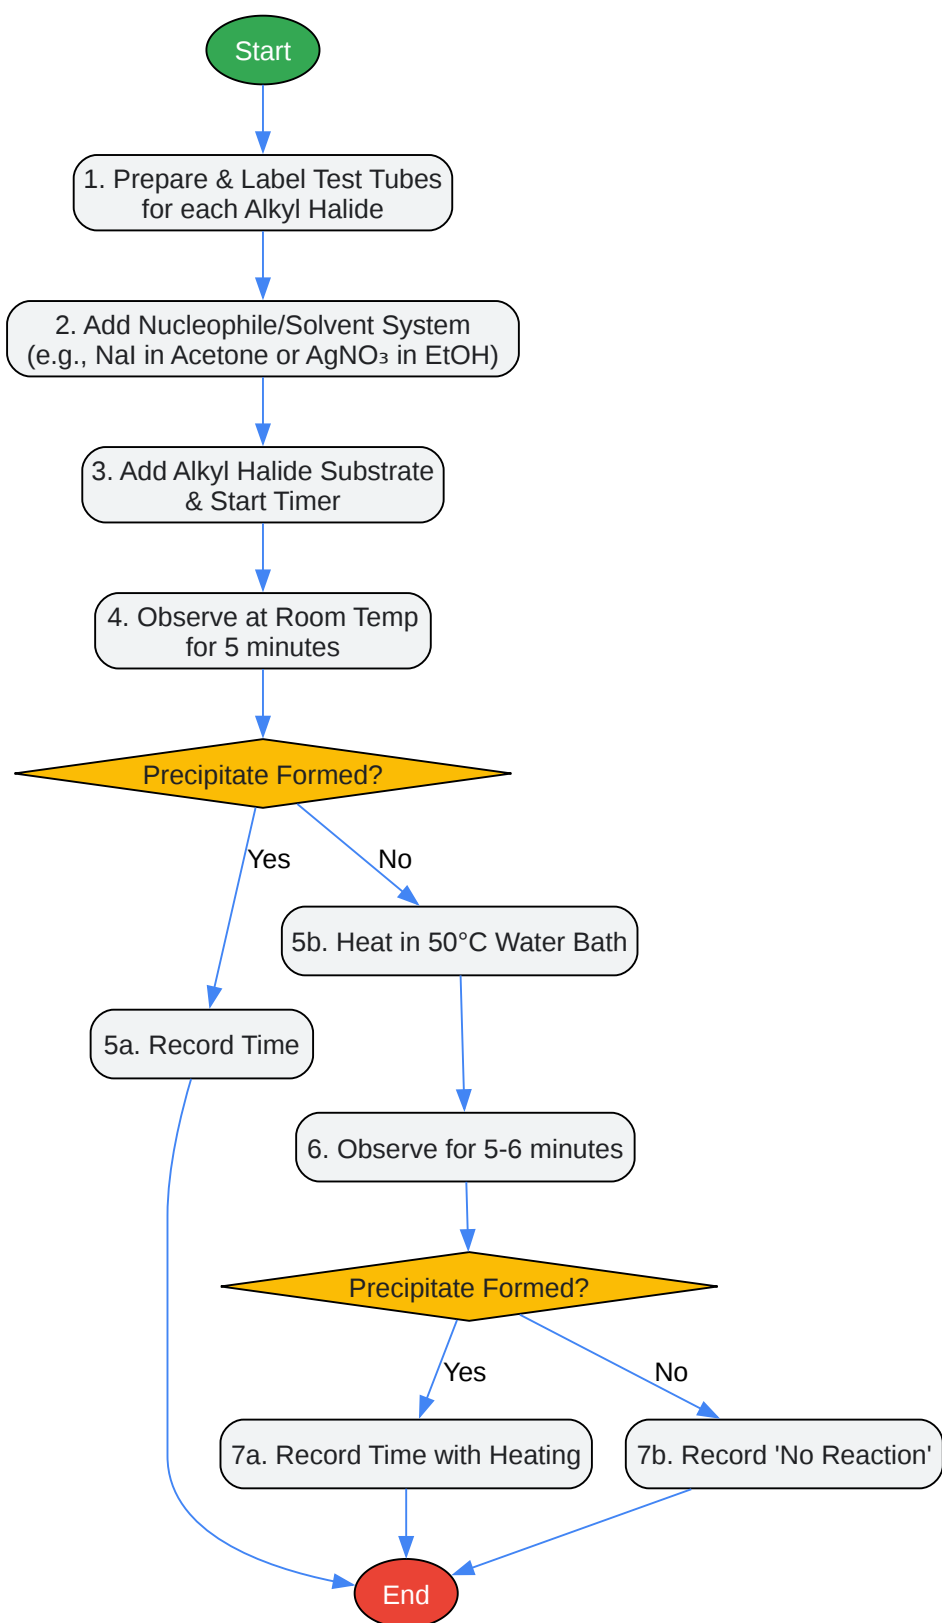 Start
1. Prepare & Label Test Tubes
for each Alkyl Halide
2. Add Nucleophile/Solvent System
(e.g., NaI in Acetone or AgNO₃ in EtOH)
3. Add Alkyl Halide Substrate
& Start Timer
4. Observe at Room Temp
for 5 minutes
Precipitate Formed?
Yes
No
5b. Heat in 50°C Water Bath
5a. Record Time
6. Observe for 5-6 minutes
Precipitate Formed?
Yes
No
7a. Record Time with Heating
7b. Record 'No Reaction'
End